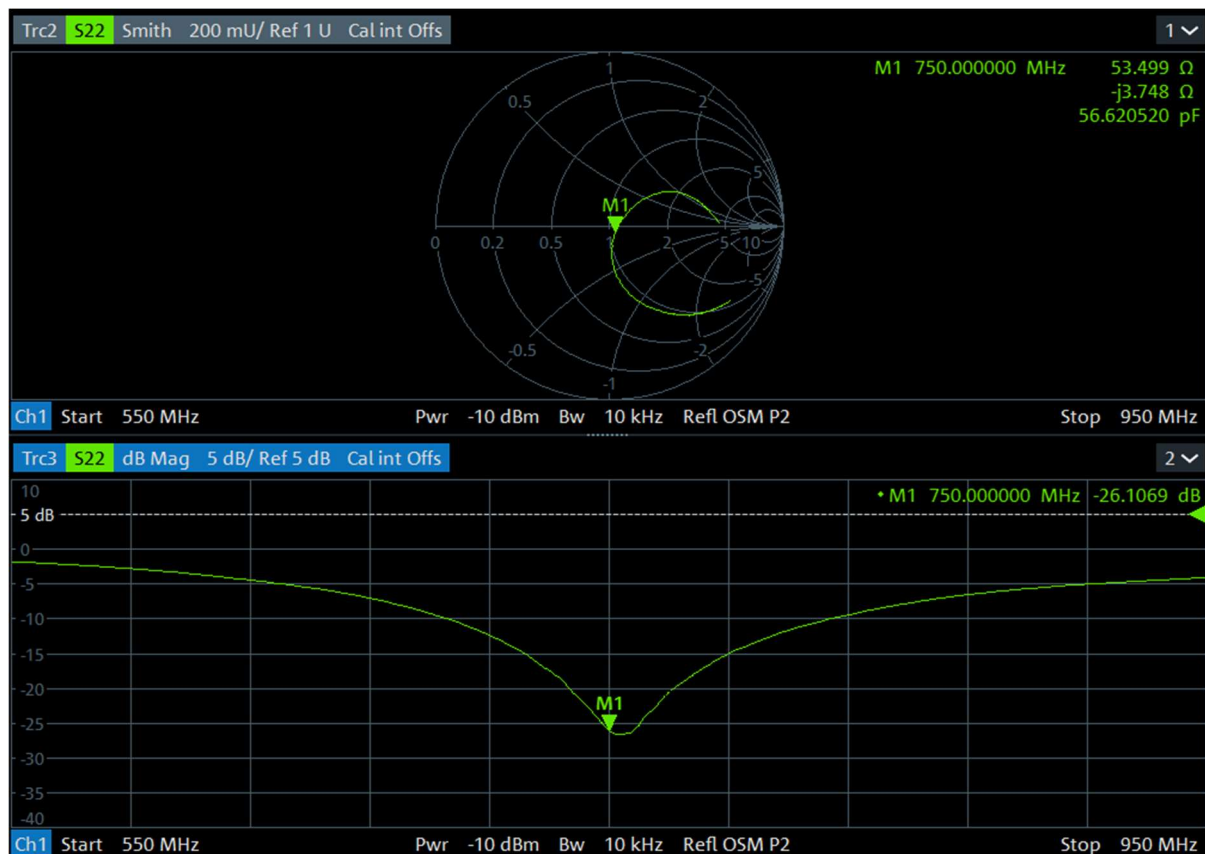 Trc2 S22 Smith 200 mU/ Ref 1 U Cal int Offs 1
M1 750.000000 MHz 53.499 Ω
-j3.748 Ω
56.620520 pF
1
0.5 2
5
M1
0 0.2 0.5 1 2 5 10
-5
-0.5 -2
-1
Ch1 Start 550 MHz Pwr -10 dBm Bw 10 kHz Refl OSM P2 Stop 950 MHz
Trc3 S22 dB Mag 5 dB/ Ref 5 dB Cal int Offs 2
10 • M1 750.000000 MHz -26.1069 dB
5 dB
0
-5
-10
-15
-20
M1
-25
-30
-35
-40
Ch1 Start 550 MHz Pwr -10 dBm Bw 10 kHz Refl OSM P2 Stop 950 MHz